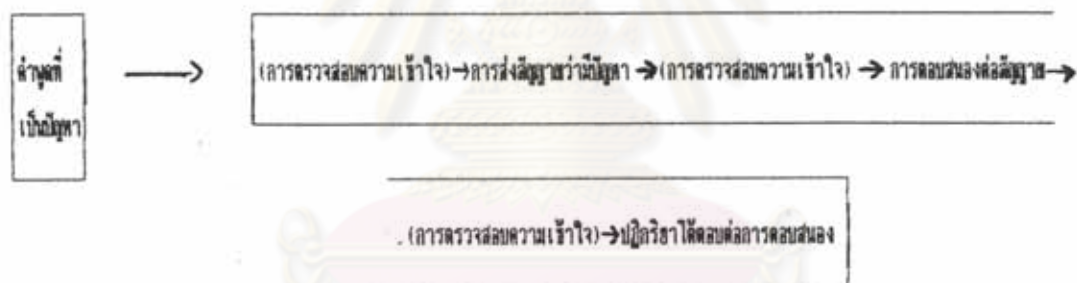 คำพูดที่
เป็นปัญหา
(การตรวจสอบความเข้าใจ)→การส่งสัญญาณว่ามีปัญหา →(การตรวจสอบความเข้าใจ) → การตอบสนองต่อสัญญาณ→
. (การตรวจสอบความเข้าใจ)→ปฏิกริยาโต้ตอบต่อการตอบสนอง